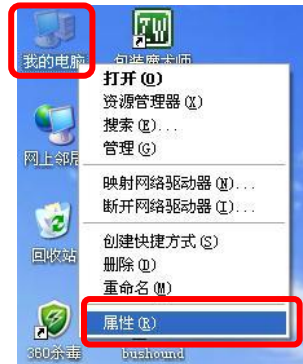 我的电脑
包装魔术师
打开(O)
资源管理器(X)
搜索(E)...
管理(G)
网上邻居
映射网络驱动器(N)...
断开网络驱动器(I)...
回收站
创建快捷方式(S)
删除(D)
重命名(M)
属性(R)
360杀毒
bushound